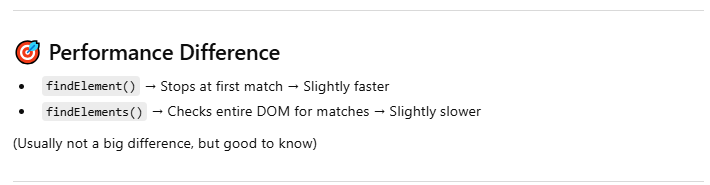 🎯 Performance Difference
• findElement() → Stops at first match → Slightly faster
• findElements() → Checks entire DOM for matches → Slightly slower
(Usually not a big difference, but good to know)